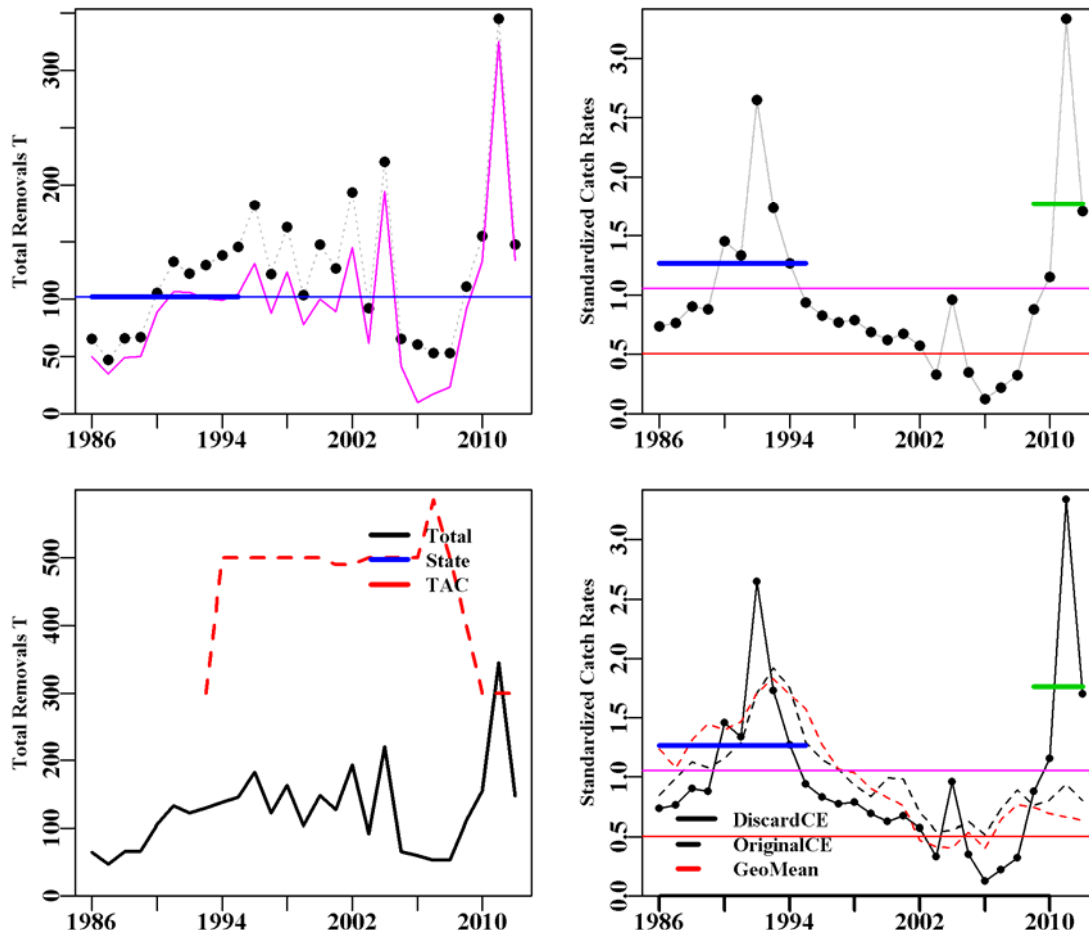 Total Removals T
0 50 100 200 300
1986 1994 2002 2010
Standardized Catch Rates
0.0 0.5 1.0 1.5 2.0 2.5 3.0
1986 1994 2002 2010
Total Removals T
0 100 200 300 400 500
1986 1994 2002 2010
Total
State
TAC
Standardized Catch Rates
0.0 0.5 1.0 1.5 2.0 2.5 3.0
1986 1994 2002 2010
DiscardCE
OriginalCE
GeoMean